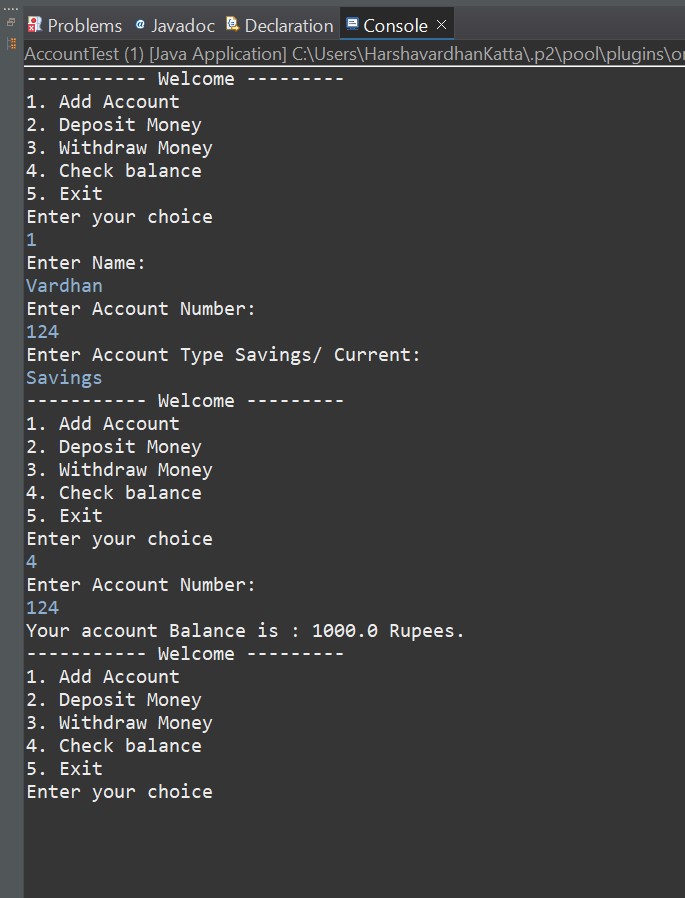 Problems Javadoc Declaration Console
AccountTest (1) [Java Application] C:\Users\HarshavardhanKatta\.p2\pool\plugins\o
----------- Welcome ---------
1. Add Account
2. Deposit Money
3. Withdraw Money
4. Check balance
5. Exit
Enter your choice
1
Enter Name:
Vardhan
Enter Account Number:
124
Enter Account Type Savings/ Current:
Savings
----------- Welcome ---------
1. Add Account
2. Deposit Money
3. Withdraw Money
4. Check balance
5. Exit
Enter your choice
4
Enter Account Number:
124
Your account Balance is : 1000.0 Rupees.
----------- Welcome ---------
1. Add Account
2. Deposit Money
3. Withdraw Money
4. Check balance
5. Exit
Enter your choice